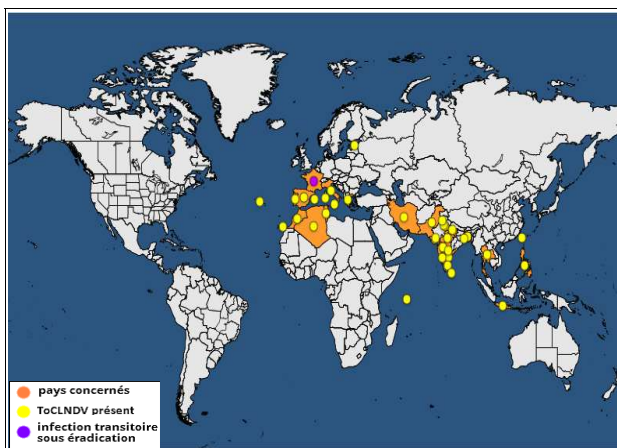 pays concernés
ToCLNDV présent
infection transitoire
sous éradication